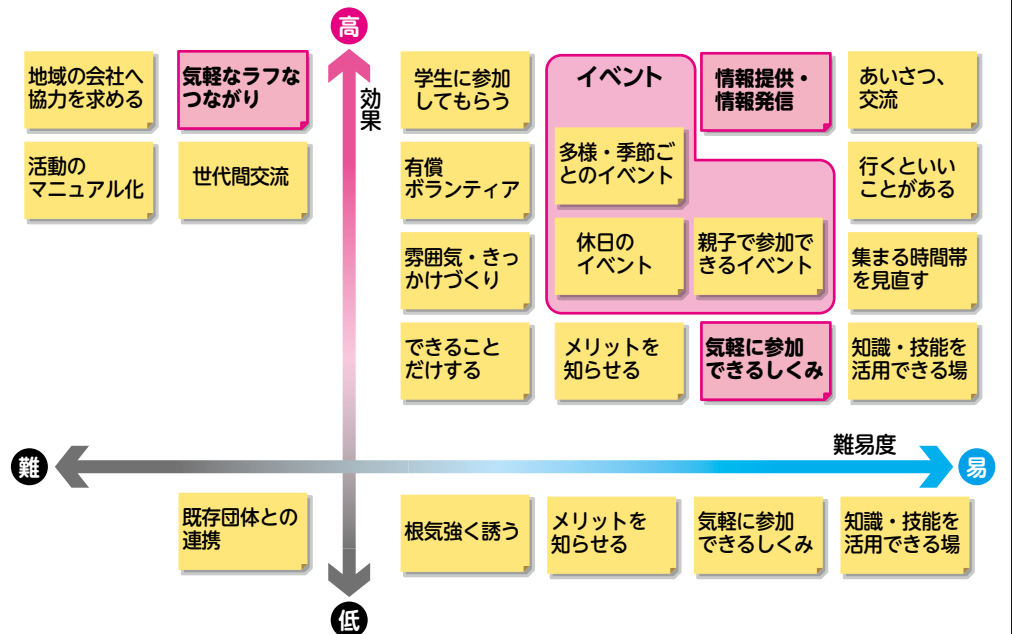 高
効果
地域の会社へ
協力を求める
気軽なラフな
つながり
学生に参加
してもらう
イベント
情報提供・
情報発信
あいさつ、
交流
活動の
マニュアル化
世代間交流
有償
ボランティア
多様・季節ご
とのイベント
行くといい
ことがある
雰囲気・きっ
かけづくり
休日の
イベント
親子で参加で
きるイベント
集まる時間帯
を見直す
できること
だけする
メリットを
知らせる
気軽に参加
できるしくみ
知識・技能を
活用できる場
難
難易度
易
既存団体との
連携
根気強く誘う
メリットを
知らせる
気軽に参加
できるしくみ
知識・技能を
活用できる場
低